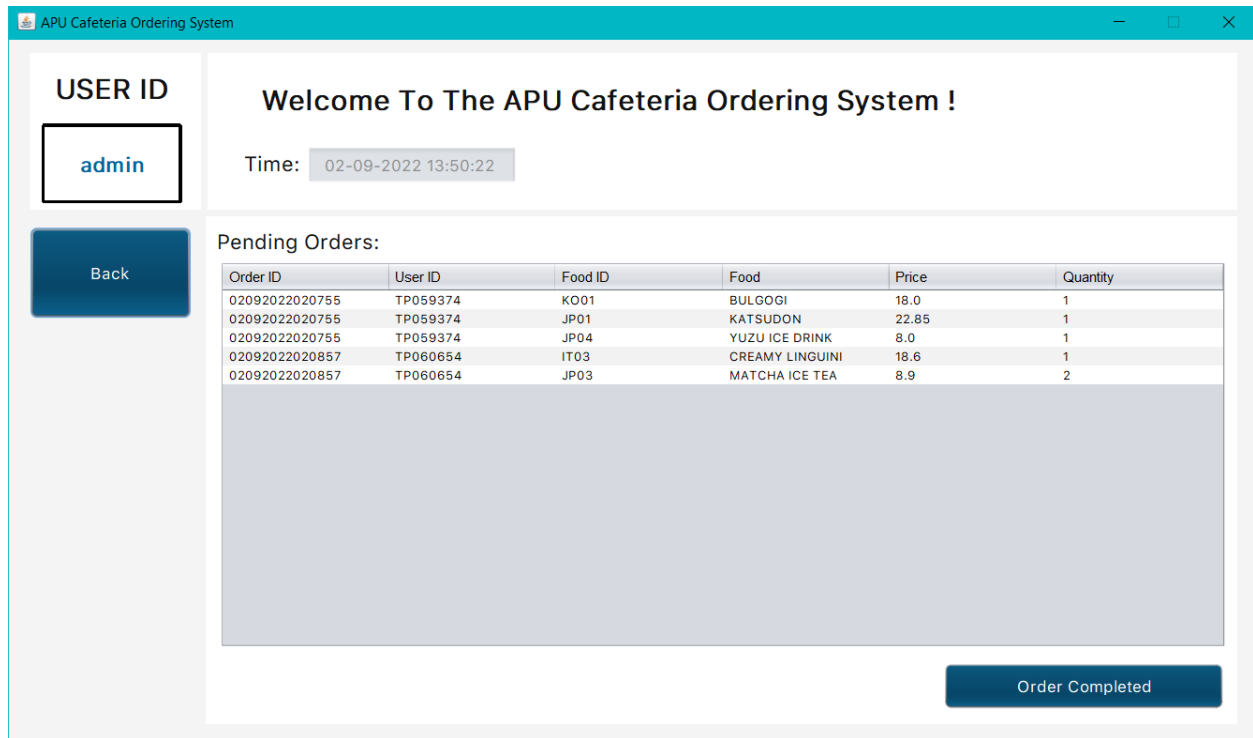 APU Cafeteria Ordering System
USER ID
admin
Welcome To The APU Cafeteria Ordering System !
Time: 02-09-2022 13:50:22
Back
Pending Orders:
Order ID User ID Food ID Food Price Quantity
02092022020755 TP059374 KO01 BULGOGI 18.0 1
02092022020755 TP059374 JP01 KATSUDON 22.85 1
02092022020755 TP059374 JP04 YUZU ICE DRINK 8.0 1
02092022020857 TP060654 IT03 CREAMY LINGUINI 18.6 1
02092022020857 TP060654 JP03 MATCHA ICE TEA 8.9 2
Order Completed